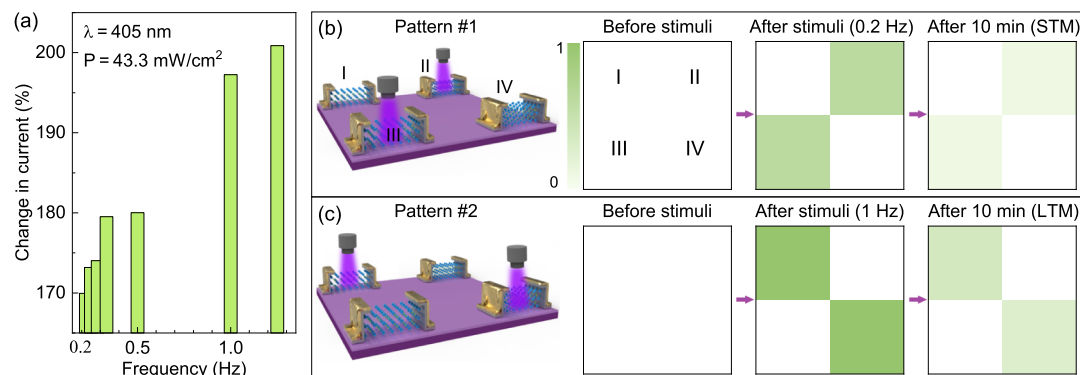 (a)
λ = 405 nm
P = 43.3 mW/cm²
Change in current (%)
200
190
180
170
0.2
0.5
1.0
Frequency (Hz)
(b)
Pattern #1
Before stimuli
After stimuli (0.2 Hz)
After 10 min (STM)
I
II
III
IV
1
0
I
II
III
IV
(c)
Pattern #2
Before stimuli
After stimuli (1 Hz)
After 10 min (LTM)